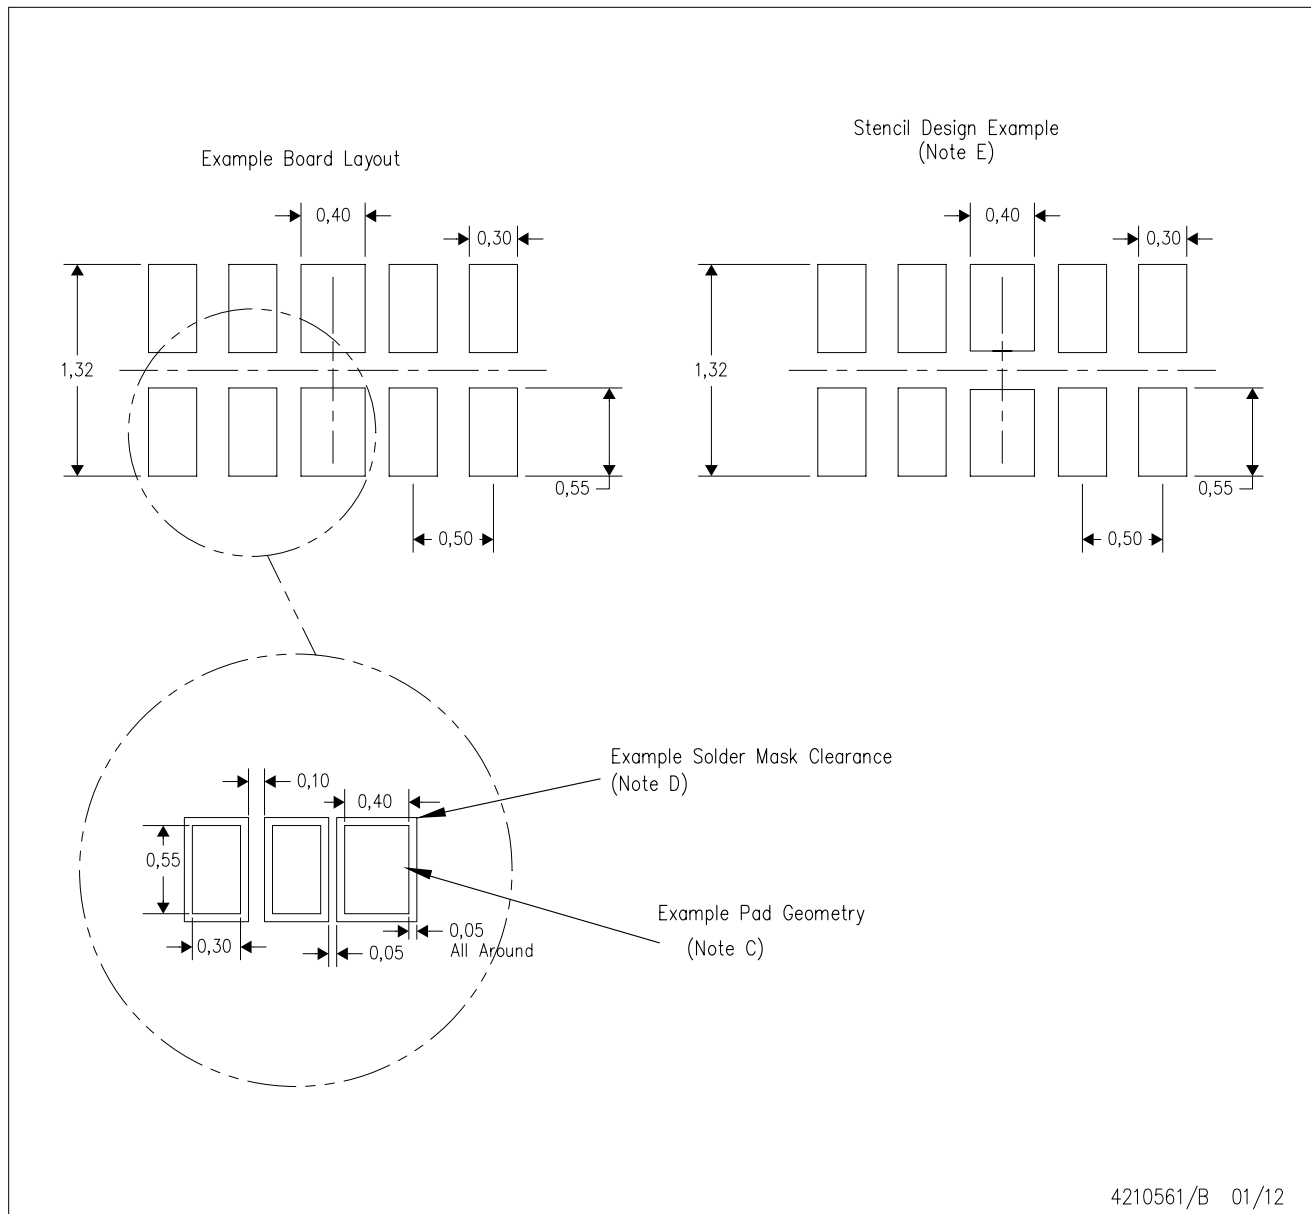 Example Board Layout
0,40
0,30
1,32
0,55
0,50
Stencil Design Example
(Note E)
0,40
0,30
1,32
0,55
0,50
Example Solder Mask Clearance
(Note D)
0,10
0,40
0,55
0,30
0,05
0,05
All Around
Example Pad Geometry
(Note C)
4210561/B 01/12